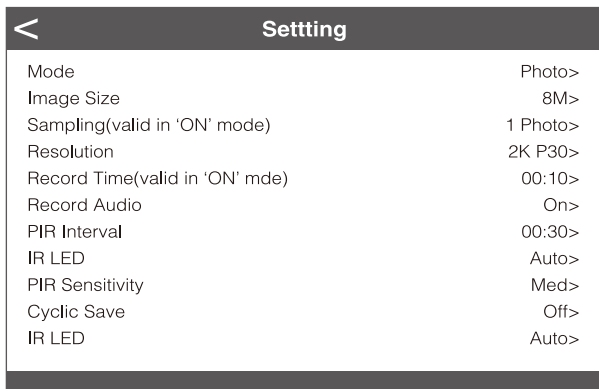 < Settting
Mode Photo>
Image Size 8M>
Sampling(valid in ‘ON’ mode) 1 Photo>
Resolution 2K P30>
Record Time(valid in ‘ON’ mde) 00:10>
Record Audio On>
PIR Interval 00:30>
IR LED Auto>
PIR Sensitivity Med>
Cyclic Save Off>
IR LED Auto>